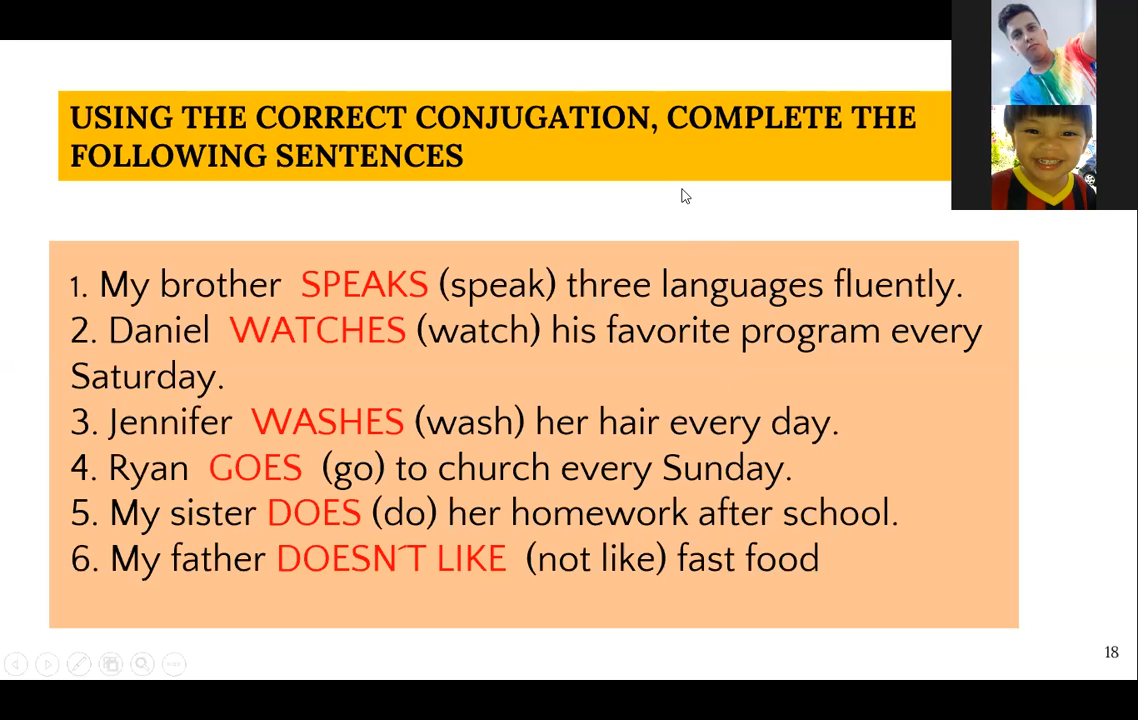 USING THE CORRECT CONJUGATION, COMPLETE THE
FOLLOWING SENTENCES
1. My brother SPEAKS (speak) three languages fluently.
2. Daniel WATCHES (watch) his favorite program every
Saturday.
3. Jennifer WASHES (wash) her hair every day.
4. Ryan GOES (go) to church every Sunday.
5. My sister DOES (do) her homework after school.
6. My father DOESN´T LIKE (not like) fast food
18